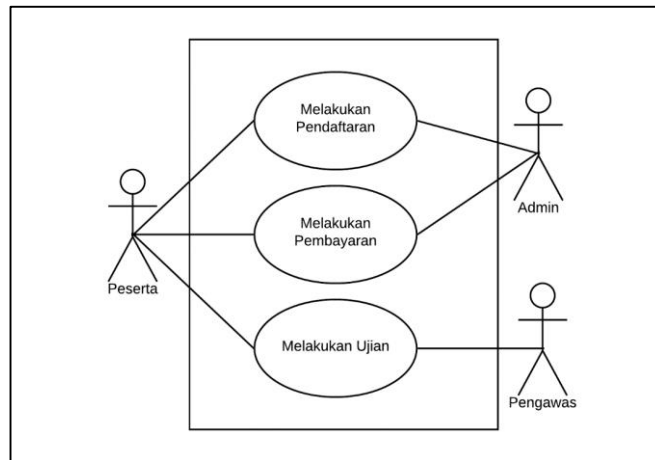 Melakukan
Pendaftaran
Admin
Melakukan
Pembayaran
Peserta
Melakukan Ujian
Pengawas